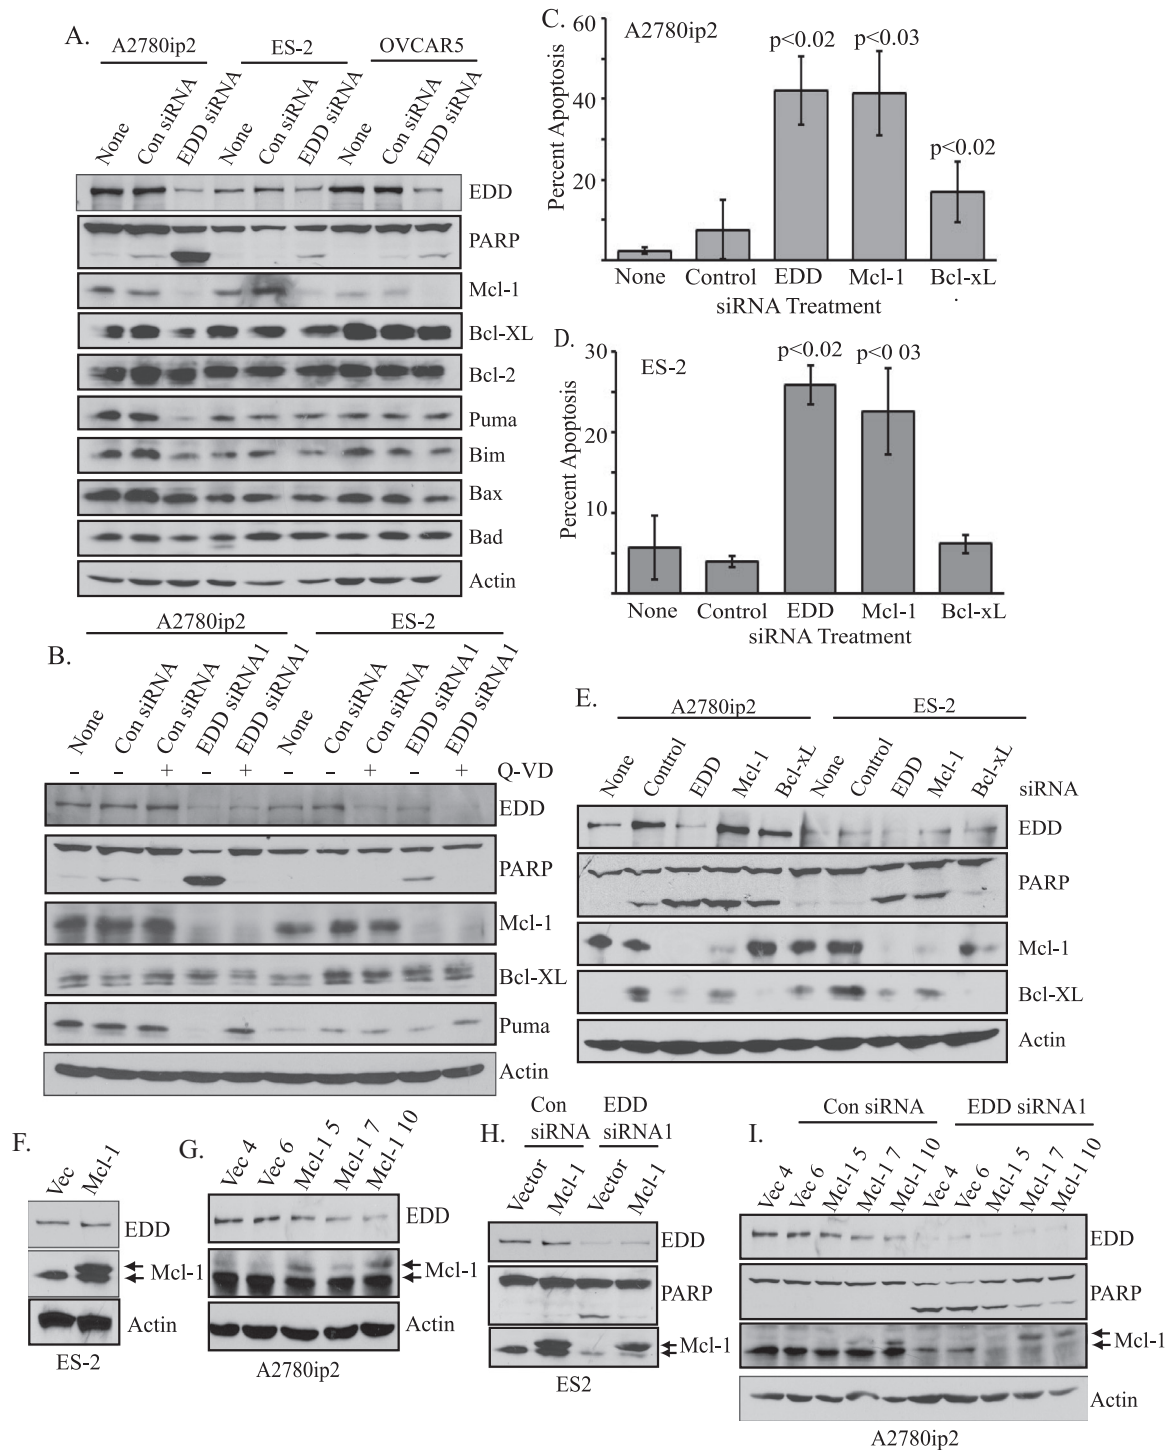 A.
A2780ip2 ES-2 OVCAR5
None Con siRNA EDD siRNA None Con siRNA EDD siRNA None Con siRNA EDD siRNA
EDD
PARP
Mcl-1
Bcl-XL
Bcl-2
Puma
Bim
Bax
Bad
Actin
B.
A2780ip2 ES-2
None Con siRNA Con siRNA EDD siRNA1 EDD siRNA1 None Con siRNA Con siRNA EDD siRNA1 EDD siRNA1
– – + – + – – + – + Q-VD
EDD
PARP
Mcl-1
Bcl-XL
Puma
Actin
C.
A2780ip2
Percent Apoptosis
60
40
20
p<0.02 p<0.03 p<0.02
None Control EDD Mcl-1 Bcl-xL
siRNA Treatment
D.
ES-2
Percent Apoptosis
30
20
10
p<0.02 p<0 03
None Control EDD Mcl-1 Bcl-xL
siRNA Treatment
E.
A2780ip2 ES-2
None Control EDD Mcl-1 Bcl-xL None Control EDD Mcl-1 Bcl-xL siRNA
EDD
PARP
Mcl-1
Bcl-XL
Actin
F.
Vec Mcl-1
EDD
Mcl-1
Actin
ES-2
G.
Vec 4 Vec 6 Mcl-1 5 Mcl-1 7 Mcl-1 10
EDD
Mcl-1
Actin
A2780ip2
H.
Con siRNA EDD siRNA1
Vector Mcl-1 Vector Mcl-1
EDD
PARP
Mcl-1
ES2
I.
Con siRNA EDD siRNA1
Vec 4 Vec 6 Mcl-1 5 Mcl-1 7 Mcl-1 10 Vec 4 Vec 6 Mcl-1 5 Mcl-1 7 Mcl-1 10
EDD
PARP
Mcl-1
Actin
A2780ip2